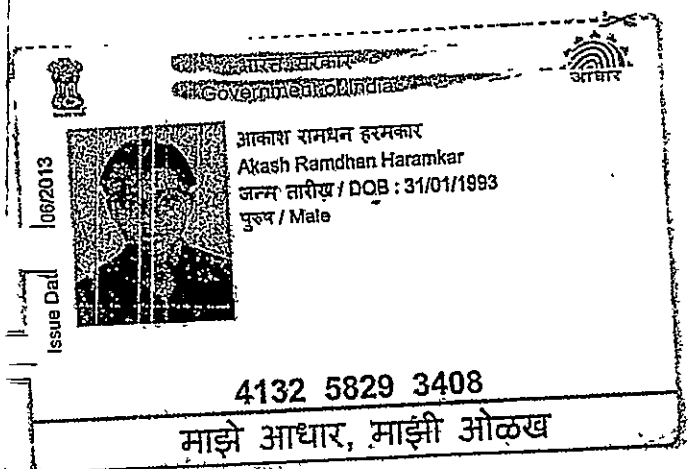 भारत सरकार
Government of India
आधार
आकाश रामधन हरमकार
Akash Ramdhan Haramkar
जन्म तारीख / DOB : 31/01/1993
पुरुष / Male
Issue Dat
06/2013
4132 5829 3408
माझे आधार, माझी ओळख